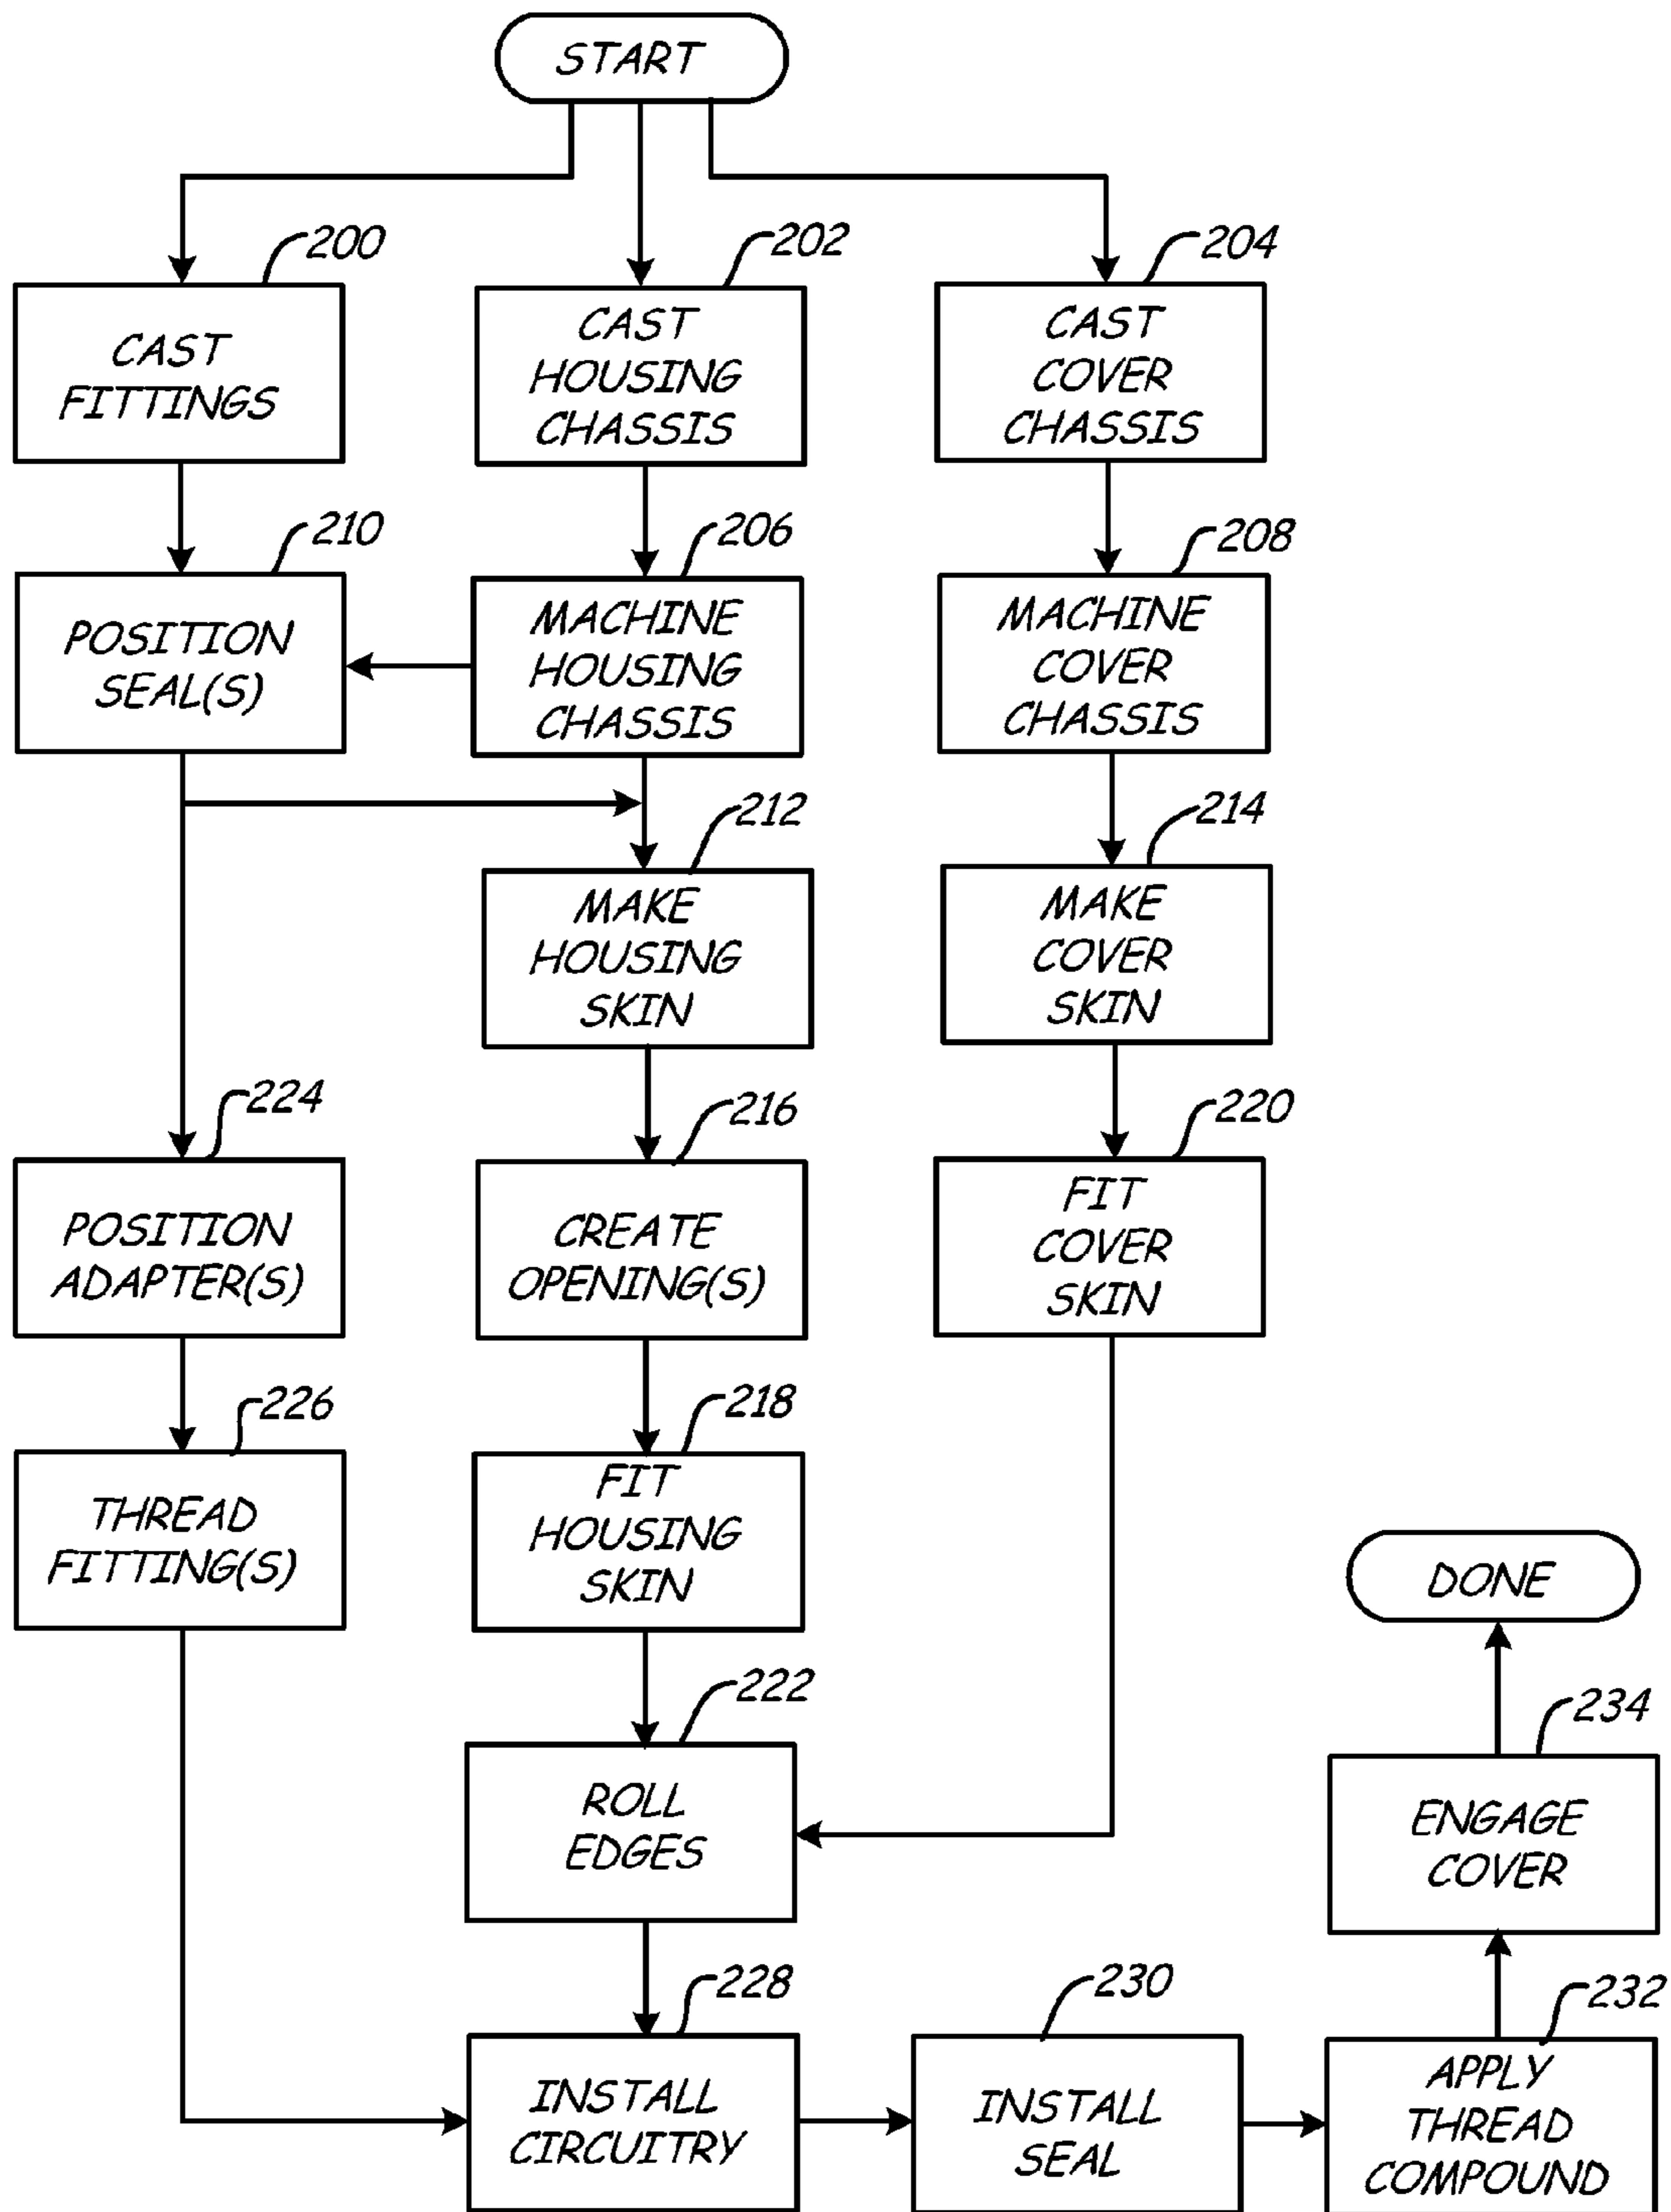 START
200
202
204
CAST
FITTINGS
CAST
HOUSING
CHASSIS
CAST
COVER
CHASSIS
210
206
208
POSITION
SEAL(S)
MACHINE
HOUSING
CHASSIS
MACHINE
COVER
CHASSIS
212
214
MAKE
HOUSING
SKIN
MAKE
COVER
SKIN
224
216
220
POSITION
ADAPTER(S)
CREATE
OPENING(S)
FIT
COVER
SKIN
226
218
THREAD
FITTING(S)
FIT
HOUSING
SKIN
DONE
222
234
ROLL
EDGES
ENGAGE
COVER
228
230
232
INSTALL
CIRCUITRY
INSTALL
SEAL
APPLY
THREAD
COMPOUND